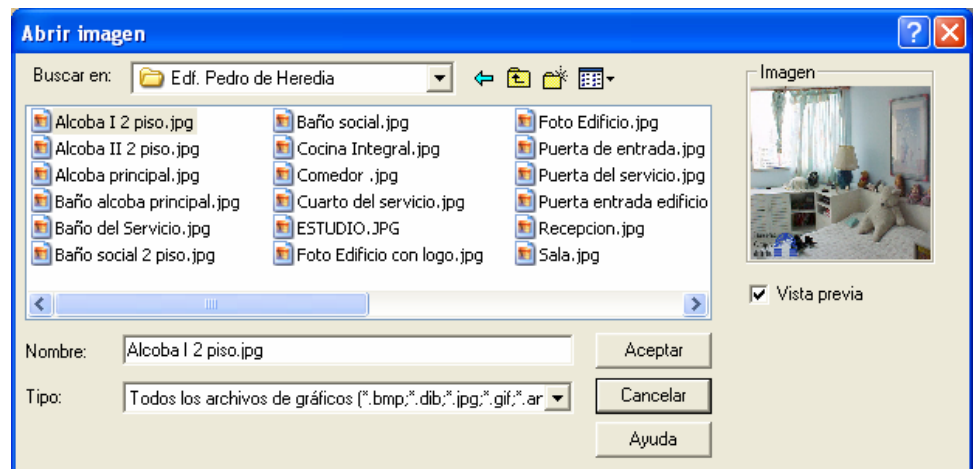 Abrir imagen
Buscar en: Edf. Pedro de Heredia
Imagen
Alcoba I 2 piso.jpg
Alcoba II 2 piso.jpg
Alcoba principal.jpg
Baño alcoba principal.jpg
Baño del Servicio.jpg
Baño social 2 piso.jpg
Baño social.jpg
Cocina Integral.jpg
Comedor .jpg
Cuarto del servicio.jpg
ESTUDIO.JPG
Foto Edificio con logo.jpg
Foto Edificio.jpg
Puerta de entrada.jpg
Puerta del servicio.jpg
Puerta entrada edificio
Recepcion.jpg
Sala.jpg
Vista previa
Nombre: Alcoba I 2 piso.jpg
Aceptar
Tipo: Todos los archivos de gráficos (*.bmp;*.dib;*.jpg;*.gif;*.ar
Cancelar
Ayuda